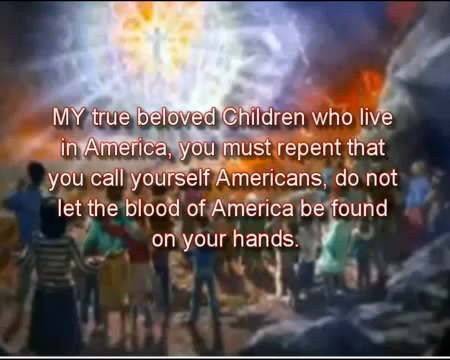 MY true beloved Children who live
in America, you must repent that
you call yourself Americans, do not
let the blood of America be found
on your hands.